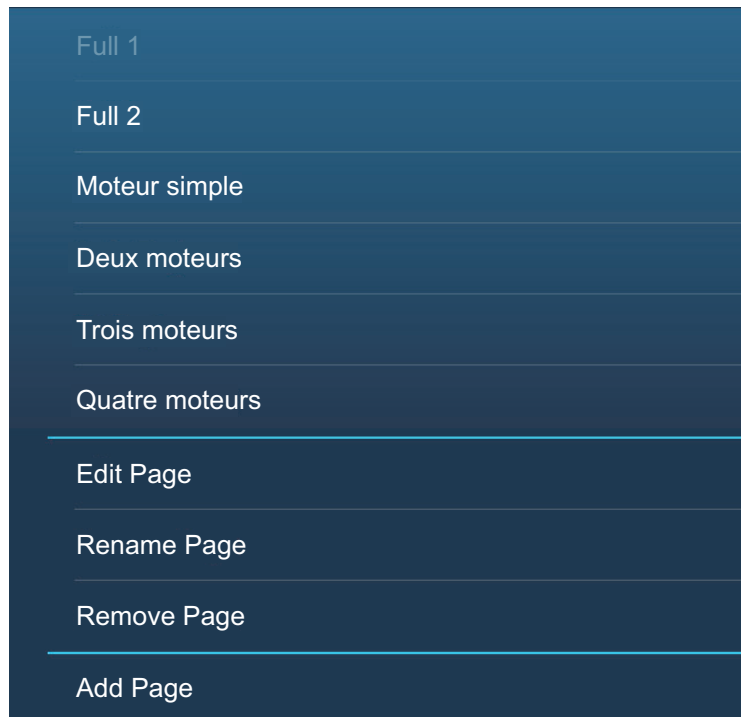 Full 1
Full 2
Moteur simple
Deux moteurs
Trois moteurs
Quatre moteurs
Edit Page
Rename Page
Remove Page
Add Page